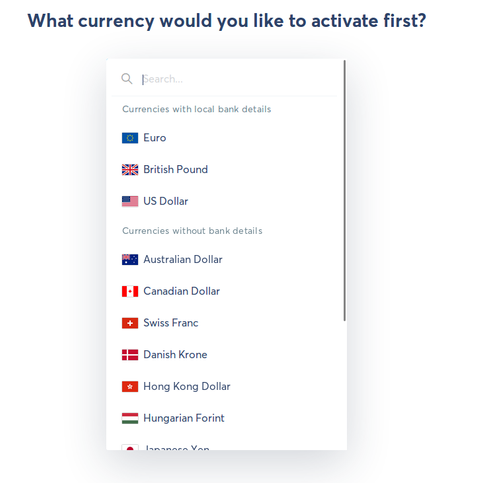 What currency would you like to activate first?
Search...
Currencies with local bank details
Euro
British Pound
US Dollar
Currencies without bank details
Australian Dollar
Canadian Dollar
Swiss Franc
Danish Krone
Hong Kong Dollar
Hungarian Forint
Japanese Yen